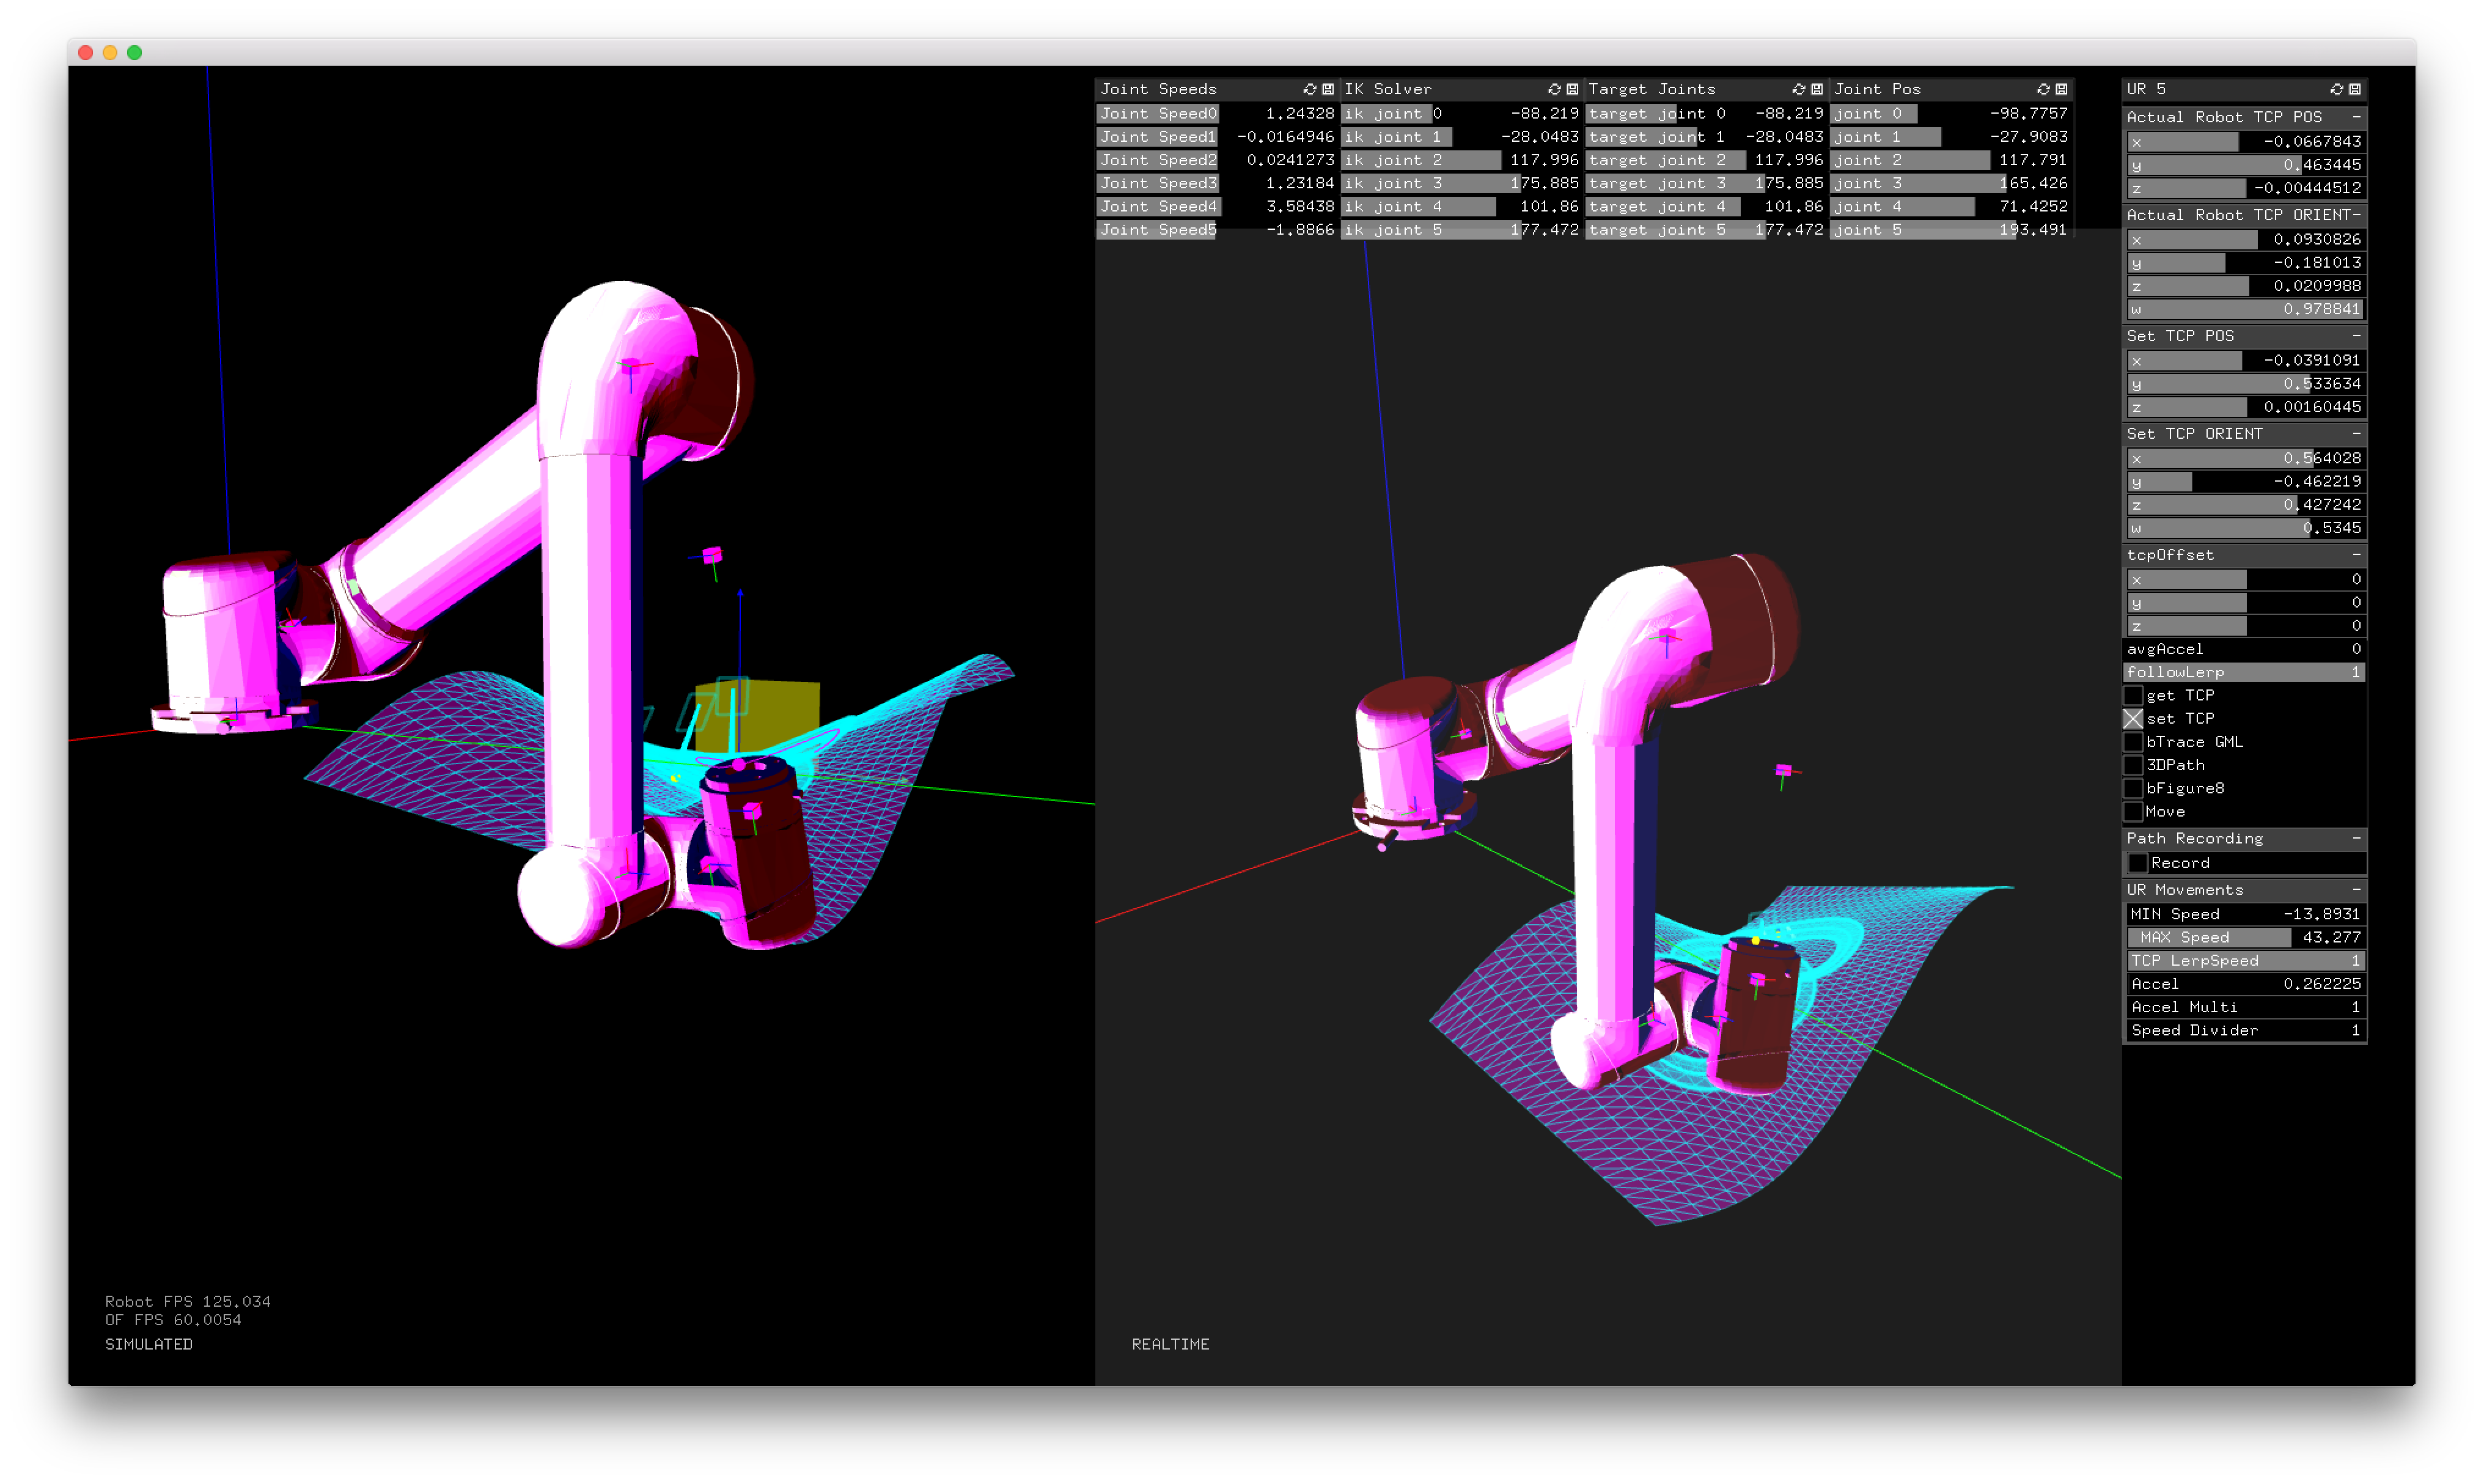 Joint Speeds
Joint Speed0 1.24328
Joint Speed1 -0.0164946
Joint Speed2 0.0241273
Joint Speed3 1.23184
Joint Speed4 3.58438
Joint Speed5 -1.8866
IK Solver
ik joint 0 -88.219
ik joint 1 -28.0483
ik joint 2 117.996
ik joint 3 175.885
ik joint 4 101.86
ik joint 5 177.472
Target Joints
target joint 0 -88.219
target joint 1 -28.0483
target joint 2 117.996
target joint 3 175.885
target joint 4 101.86
target joint 5 177.472
Joint Pos
joint 0 -98.7757
joint 1 -27.9083
joint 2 117.791
joint 3 165.426
joint 4 71.4252
joint 5 193.491
UR 5
Actual Robot TCP POS -
x -0.0667843
y 0.463445
z -0.00444512
Actual Robot TCP ORIENT-
x 0.0930826
y -0.181013
z 0.0209988
w 0.978841
Set TCP POS -
x -0.0391091
y 0.533634
z 0.00160445
Set TCP ORIENT -
x 0.564028
y -0.462219
z 0.427242
w 0.5345
tcpOffset -
x 0
y 0
z 0
avgAccel 0
followLerp 1
get TCP
set TCP
bTrace GML
3DPath
bFigure8
Move
Path Recording -
Record
UR Movements -
MIN Speed -13.8931
MAX Speed 43.277
TCP LerpSpeed 1
Accel 0.262225
Accel Multi 1
Speed Divider 1
Robot FPS 125.034
OF FPS 60.0054
SIMULATED
REALTIME